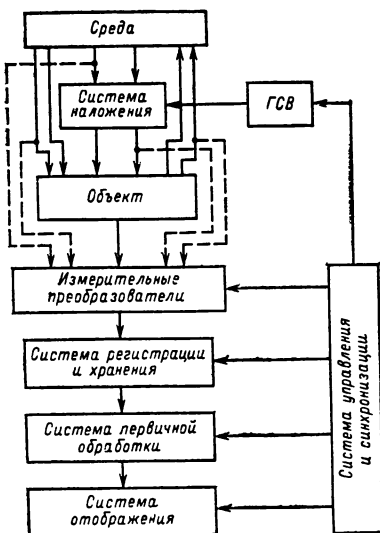 Среда
Система
наложения
ГСВ
Объект
Измерительные
преобразователи
Система регистрации
и хранения
Система первичной
обработки
Система
отображения
Система управления
и синхронизации